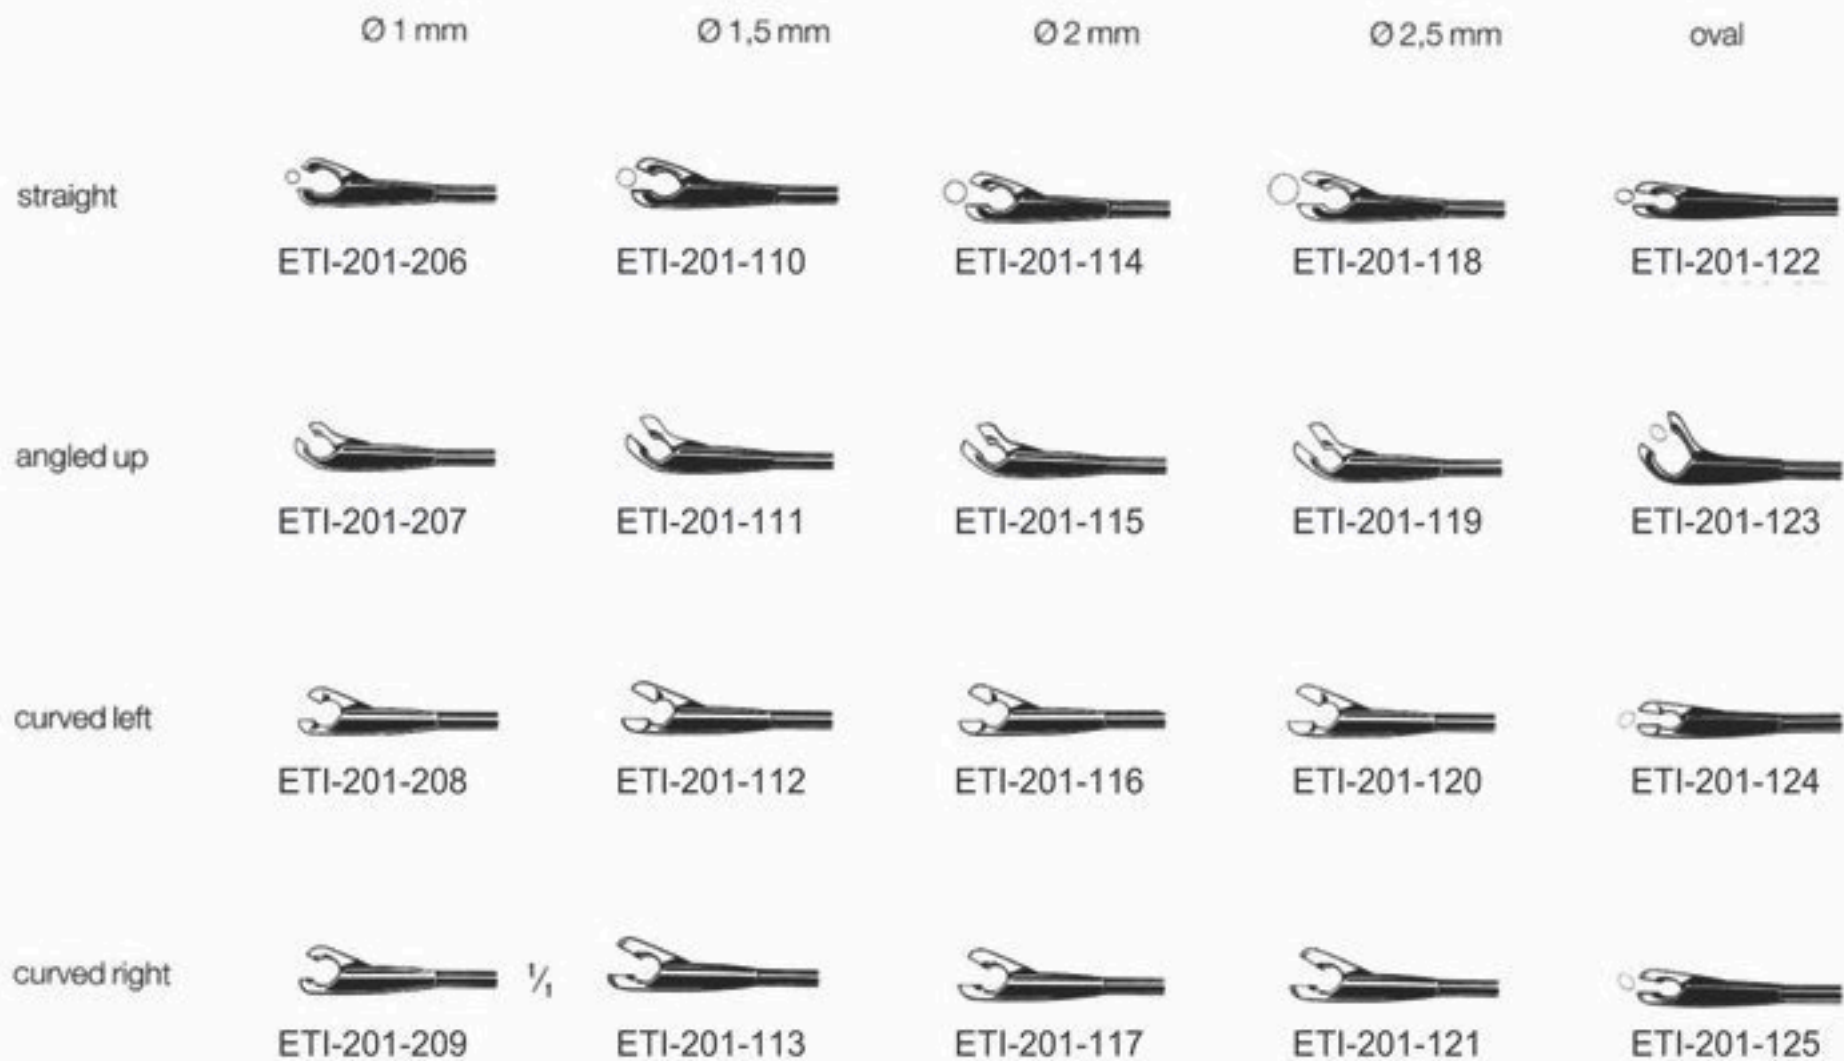 Ø 1 mm Ø 1,5 mm Ø 2 mm Ø 2,5 mm oval
straight
ETI-201-206 ETI-201-110 ETI-201-114 ETI-201-118 ETI-201-122
angled up
ETI-201-207 ETI-201-111 ETI-201-115 ETI-201-119 ETI-201-123
curved left
ETI-201-208 ETI-201-112 ETI-201-116 ETI-201-120 ETI-201-124
curved right 1/1
ETI-201-209 ETI-201-113 ETI-201-117 ETI-201-121 ETI-201-125